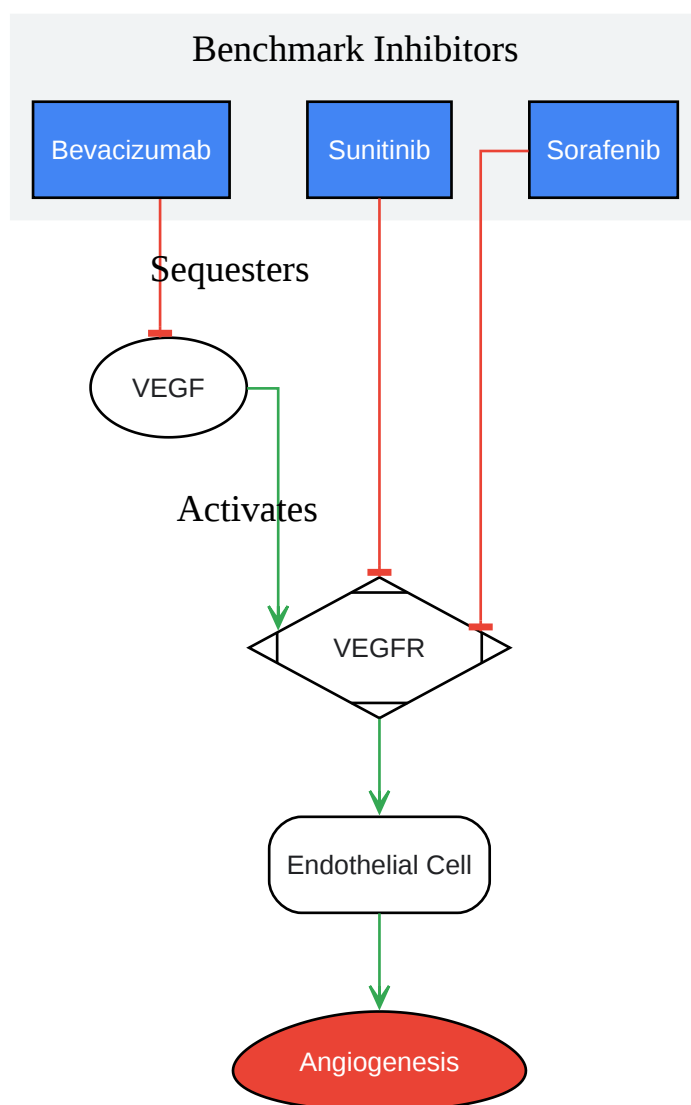 Benchmark Inhibitors
Bevacizumab
Sunitinib
Sorafenib
Sequesters
VEGF
Activates
VEGFR
Endothelial Cell
Angiogenesis